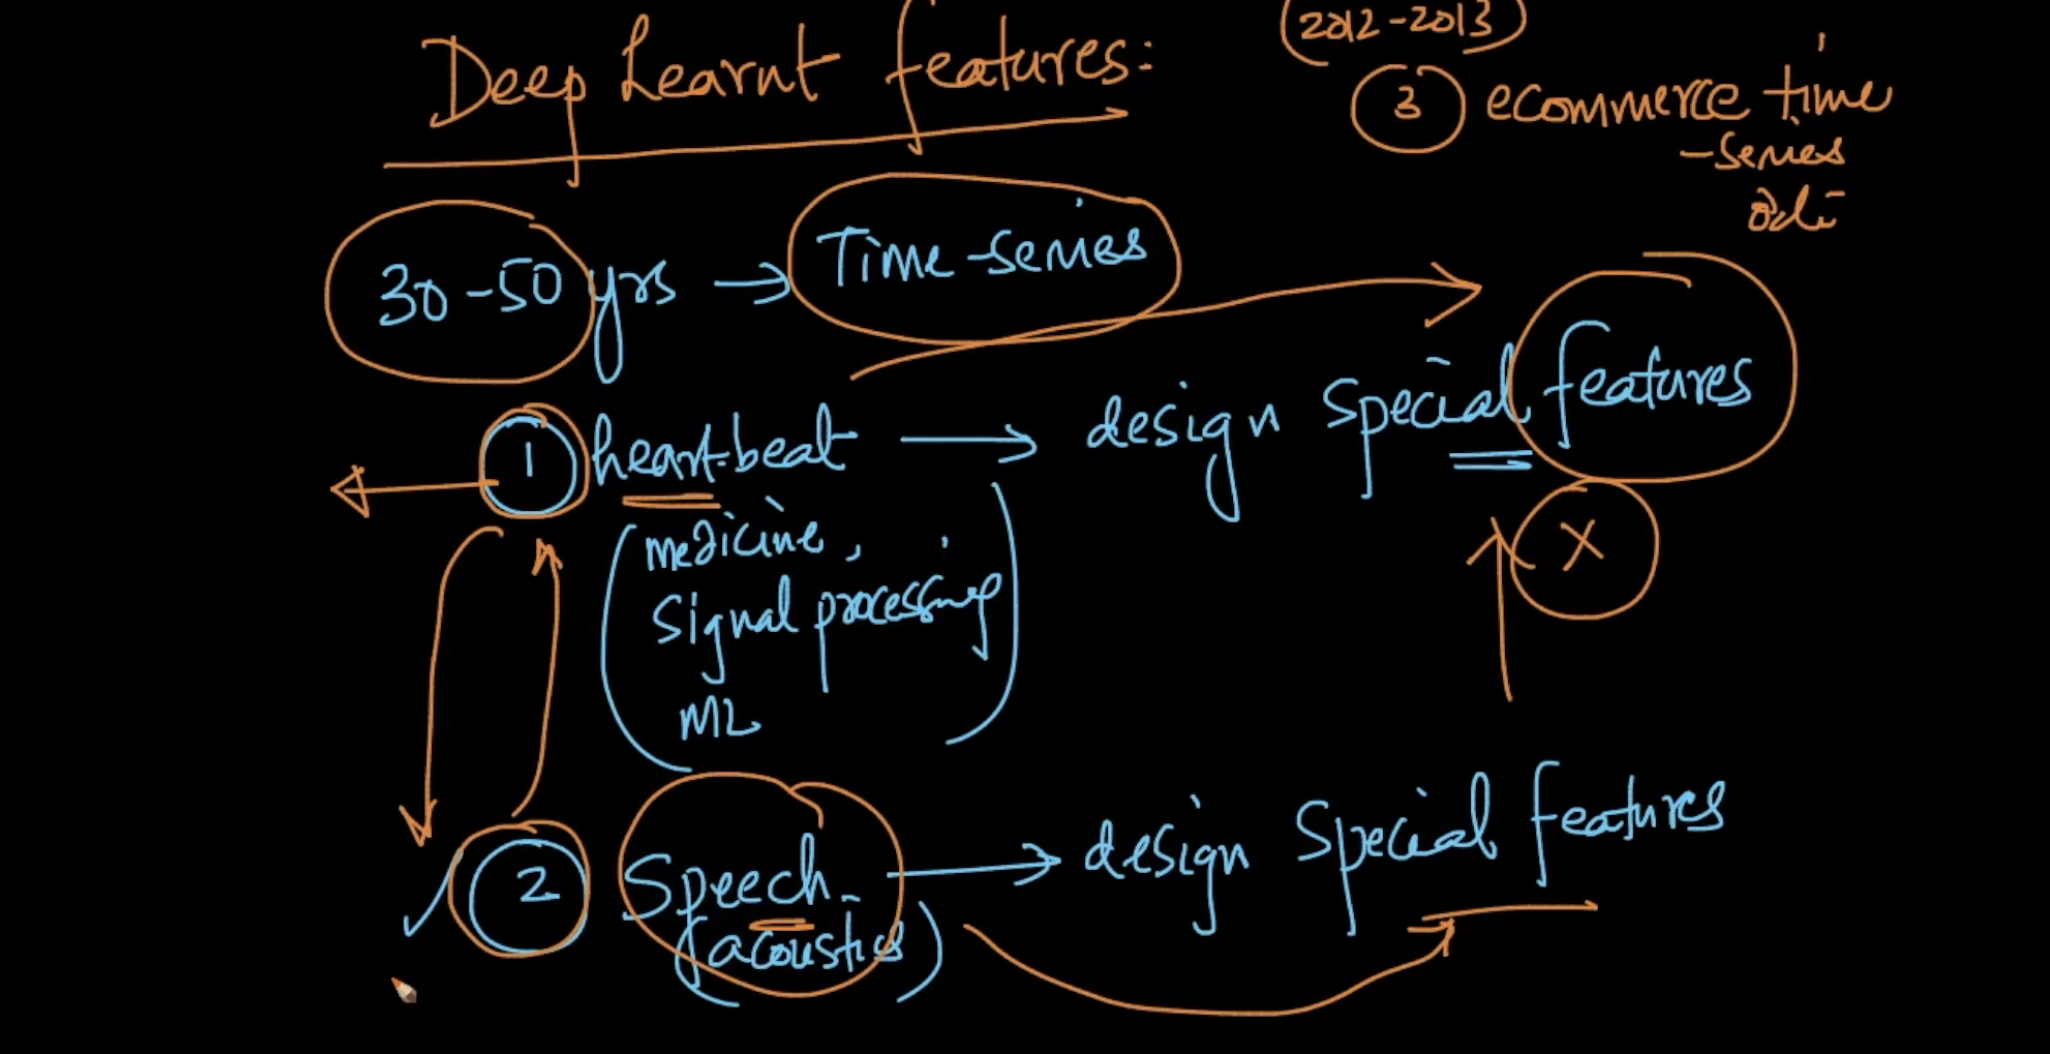 Deep Learnt features:
(2012-2013)
3 ecommerce time
-series
30-50 yrs → Time-series
1 heart-beat → design special features
(medicine,
signal processing
ML)
X
2 Speech → design special features
(acoustics)